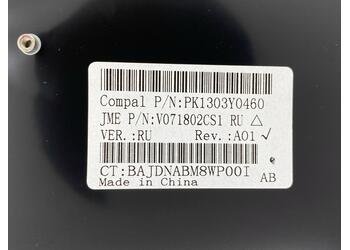 Compal P/N:PK1303Y0460
JME P/N:V071802CS1 RU △
VER.:RU Rev.:A01 ✓
CT:BAJDNABM8WP00I
Made in China AB